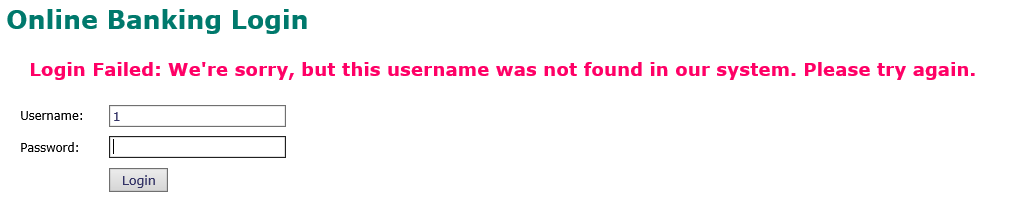 Online Banking Login
Login Failed: We're sorry, but this username was not found in our system. Please try again.
Username: 1
Password:
Login